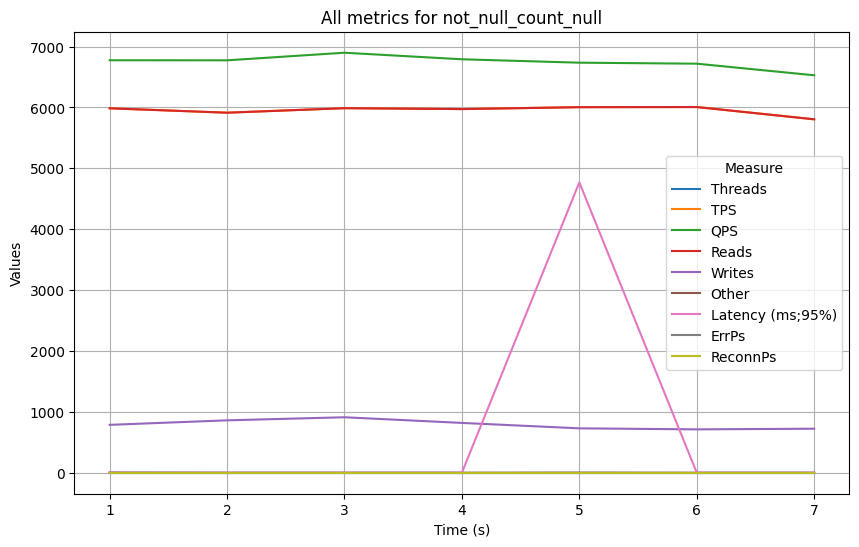 All metrics for not_null_count_null
7000
6000
5000
4000
3000
2000
1000
0
Values
Measure
Threads
TPS
QPS
Reads
Writes
Other
Latency (ms;95%)
ErrPs
ReconnPs
1 2 3 4 5 6 7
Time (s)